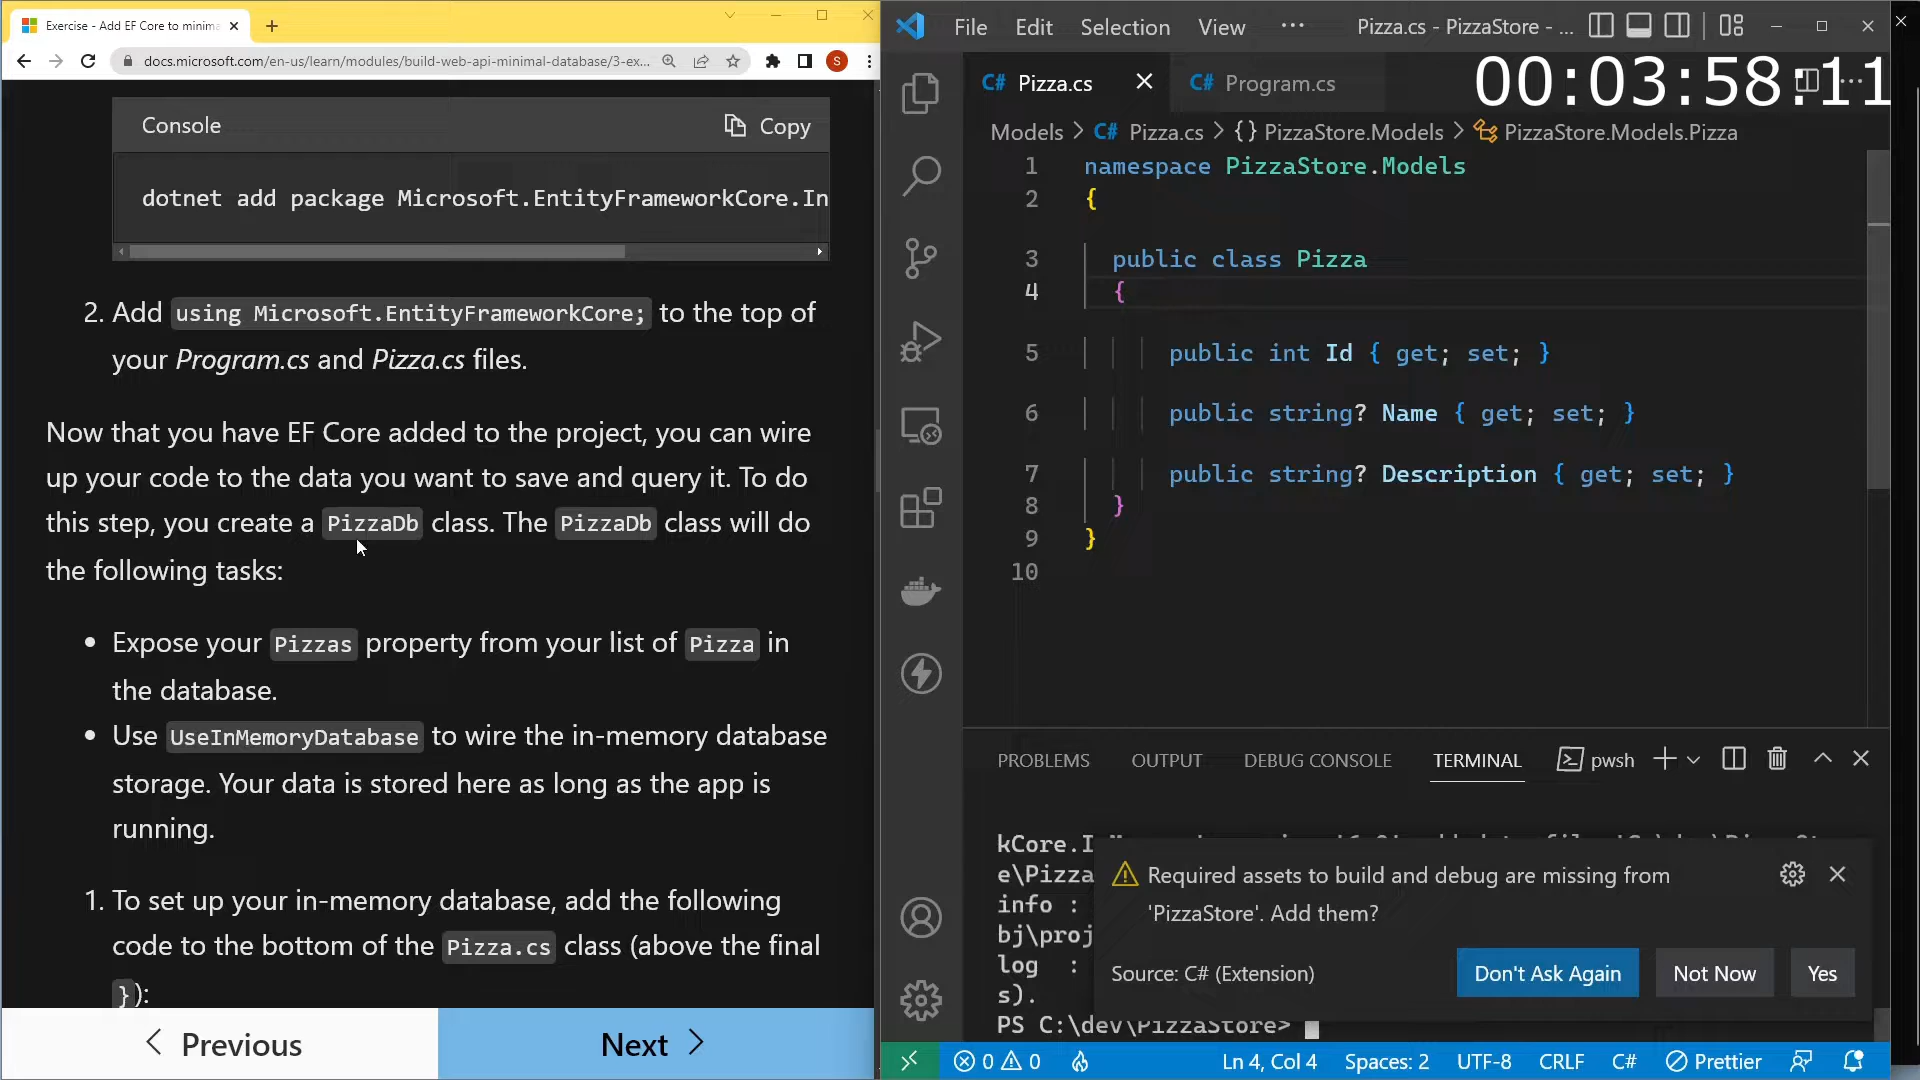 Exercise - Add EF Core to minima
docs.microsoft.com/en-us/learn/modules/build-web-api-minimal-database/3-ex...
S
Console
Copy
dotnet add package Microsoft.EntityFrameworkCore.In
2. Add using Microsoft.EntityFrameworkCore; to the top of
your Program.cs and Pizza.cs files.
Now that you have EF Core added to the project, you can wire
up your code to the data you want to save and query it. To do
this step, you create a PizzaDb class. The PizzaDb class will do
the following tasks:
• Expose your Pizzas property from your list of Pizza in
the database.
• Use UseInMemoryDatabase to wire the in-memory database
storage. Your data is stored here as long as the app is
running.
1. To set up your in-memory database, add the following
code to the bottom of the Pizza.cs class (above the final
}):
Previous
Next
File Edit Selection View ··· Pizza.cs - PizzaStore - ...
C# Pizza.cs
C# Program.cs
00:03:58:11
Models > C# Pizza.cs > {} PizzaStore.Models > PizzaStore.Models.Pizza
1 namespace PizzaStore.Models
2 {
3 public class Pizza
4 {
5 public int Id { get; set; }
6 public string? Name { get; set; }
7 public string? Description { get; set; }
8 }
9 }
10
PROBLEMS OUTPUT DEBUG CONSOLE TERMINAL pwsh
kCore.I
e\Pizza
info :
bj\proj
log :
s).
PS C:\dev\PizzaStore>
Required assets to build and debug are missing from
'PizzaStore'. Add them?
Source: C# (Extension)
Don't Ask Again
Not Now
Yes
0 0 Ln 4, Col 4 Spaces: 2 UTF-8 CRLF C# Prettier